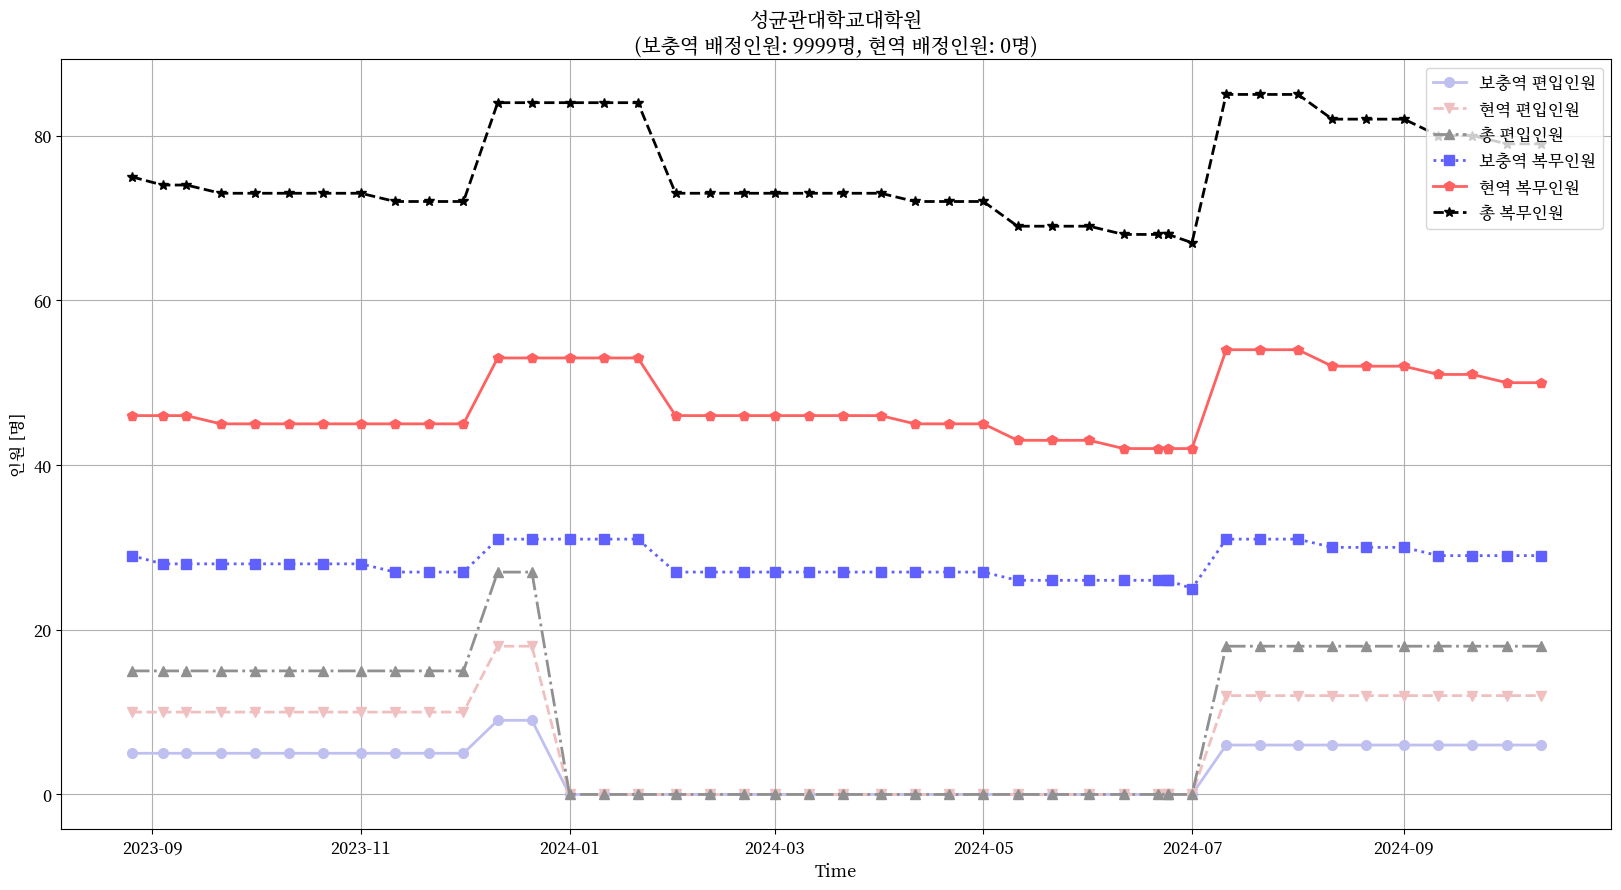 성균관대학교대학원
(보충역 배정인원: 9999명, 현역 배정인원: 0명)
보충역 편입인원
현역 편입인원
총 편입인원
보충역 복무인원
현역 복무인원
총 복무인원
인원 [명]
80
60
40
20
0
2023-09
2023-11
2024-01
2024-03
2024-05
2024-07
2024-09
Time